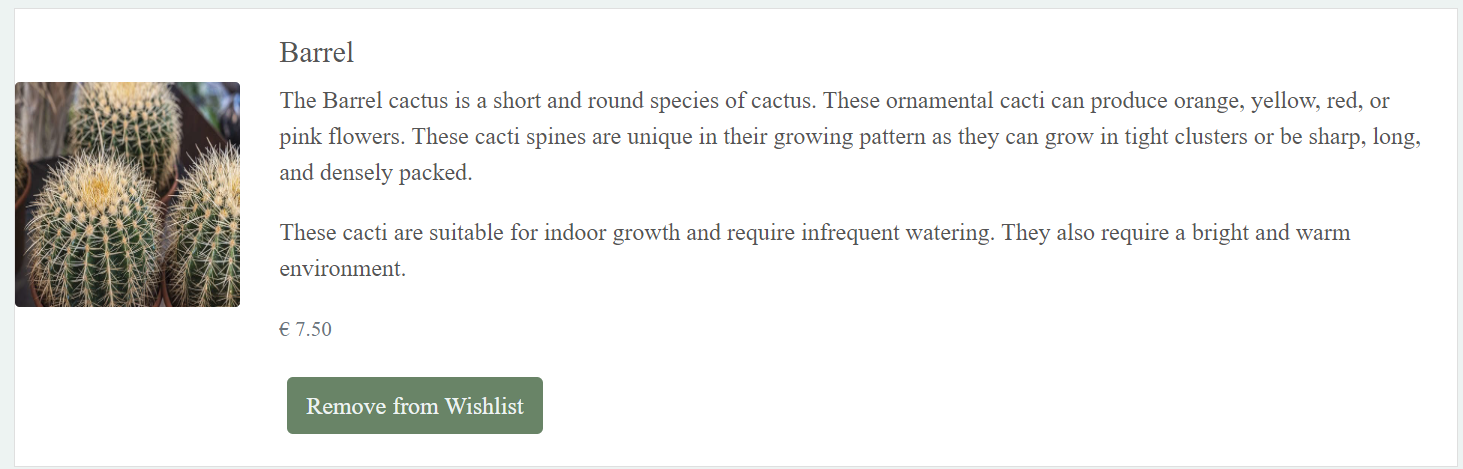 Barrel
The Barrel cactus is a short and round species of cactus. These ornamental cacti can produce orange, yellow, red, or
pink flowers. These cacti spines are unique in their growing pattern as they can grow in tight clusters or be sharp, long,
and densely packed.
These cacti are suitable for indoor growth and require infrequent watering. They also require a bright and warm
environment.
€ 7.50
Remove from Wishlist